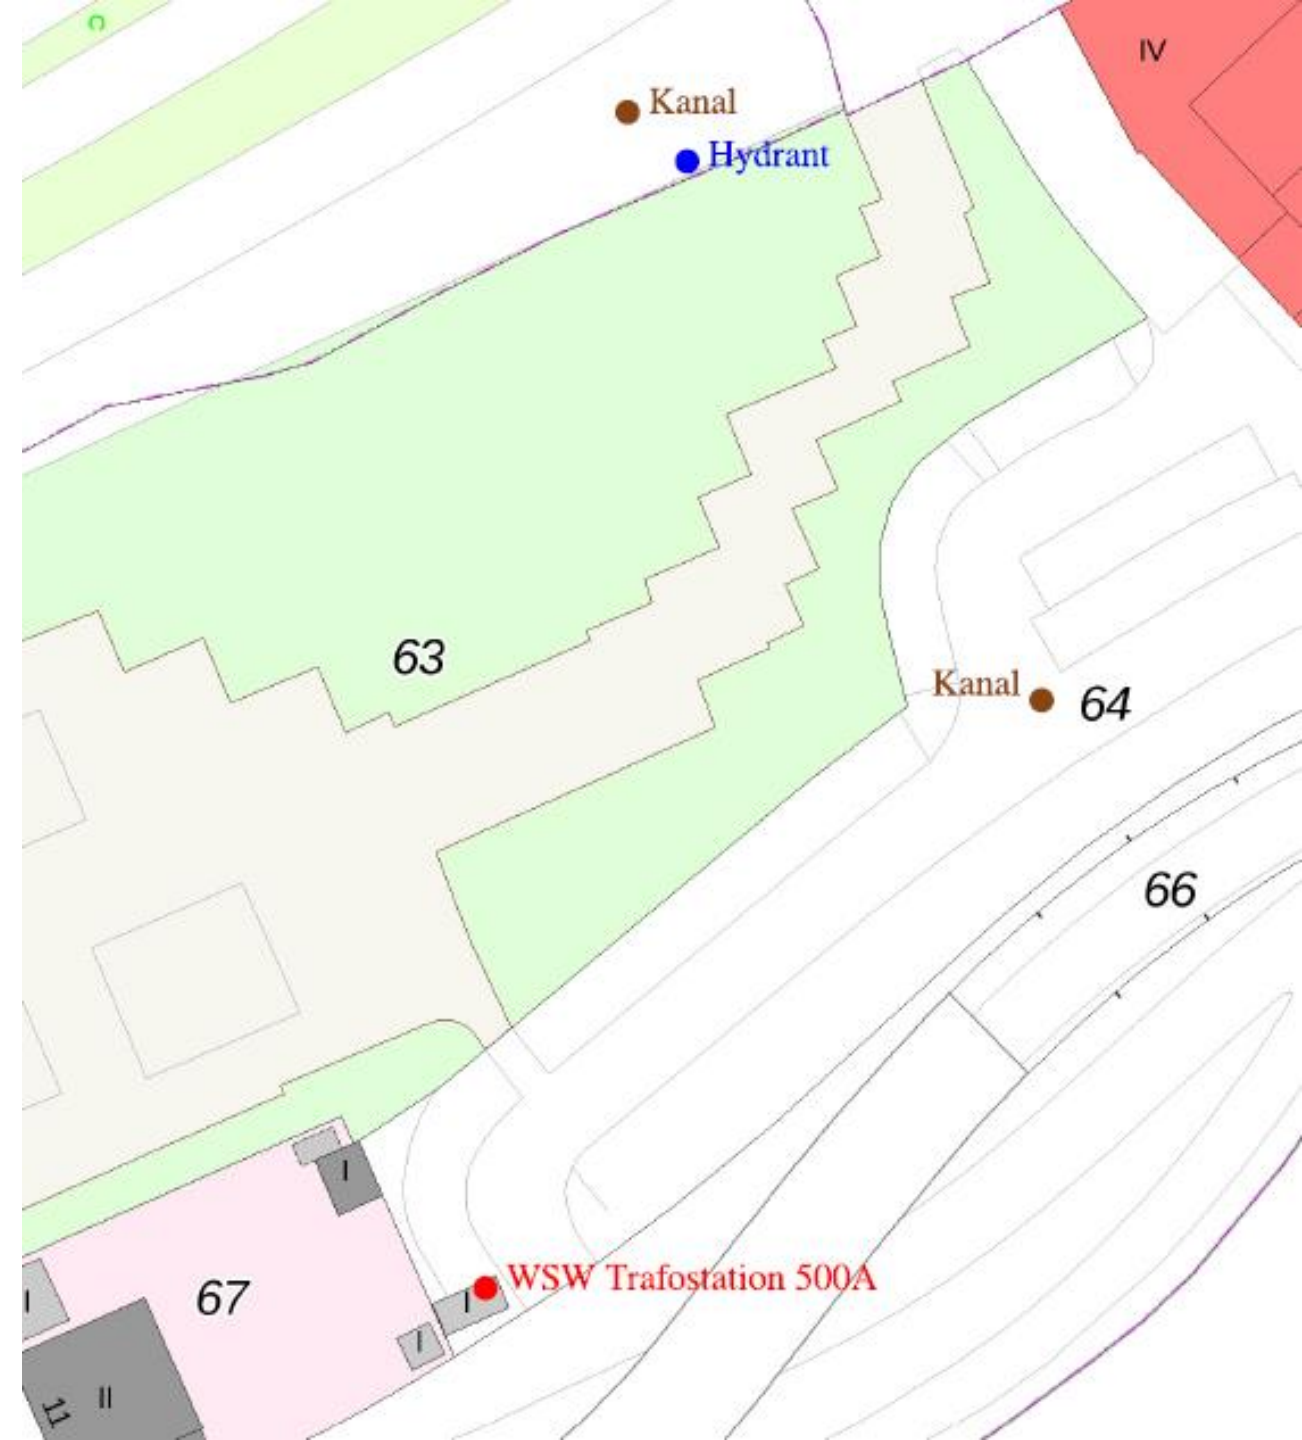 C
IV
Kanal
Hydrant
63
Kanal
64
66
I
67
WSW Trafostation 500A
I
I
I
II
11